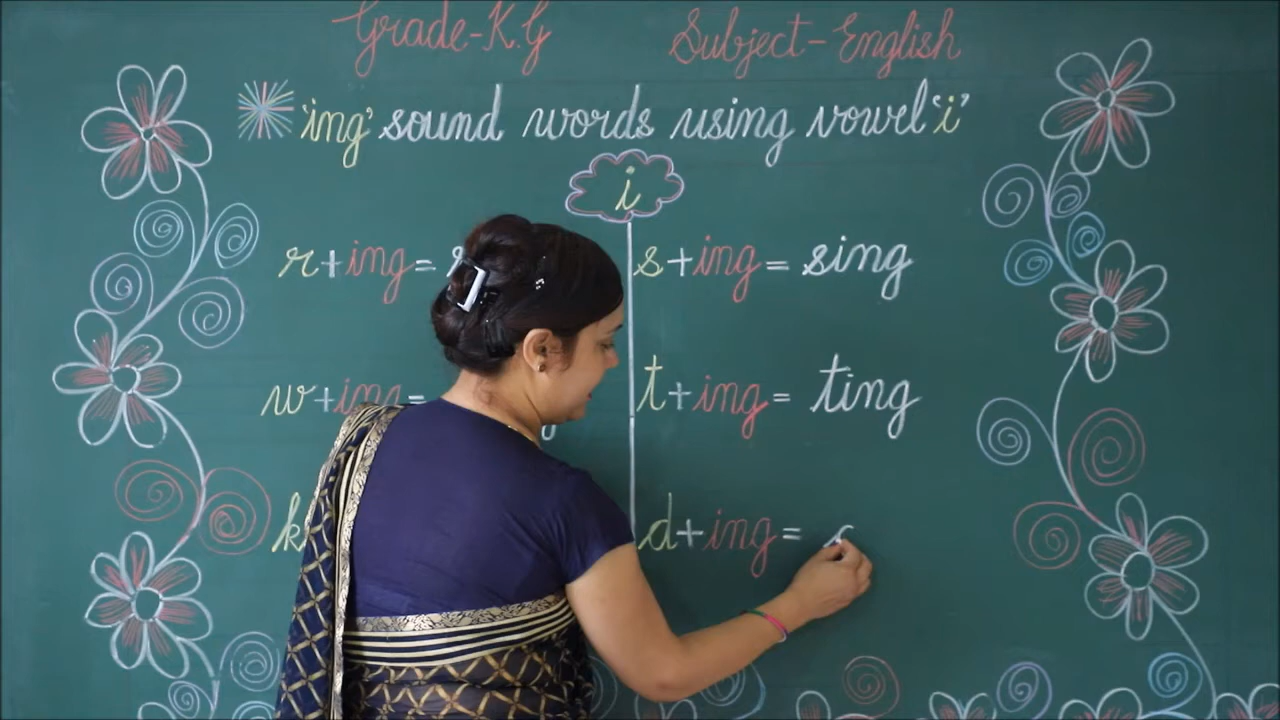 Grade-K.G Subject-English
'ing' sound words using vowel 'i'
i
r+ing= s+ing= sing
w+ing= t+ing= ting
k d+ing=